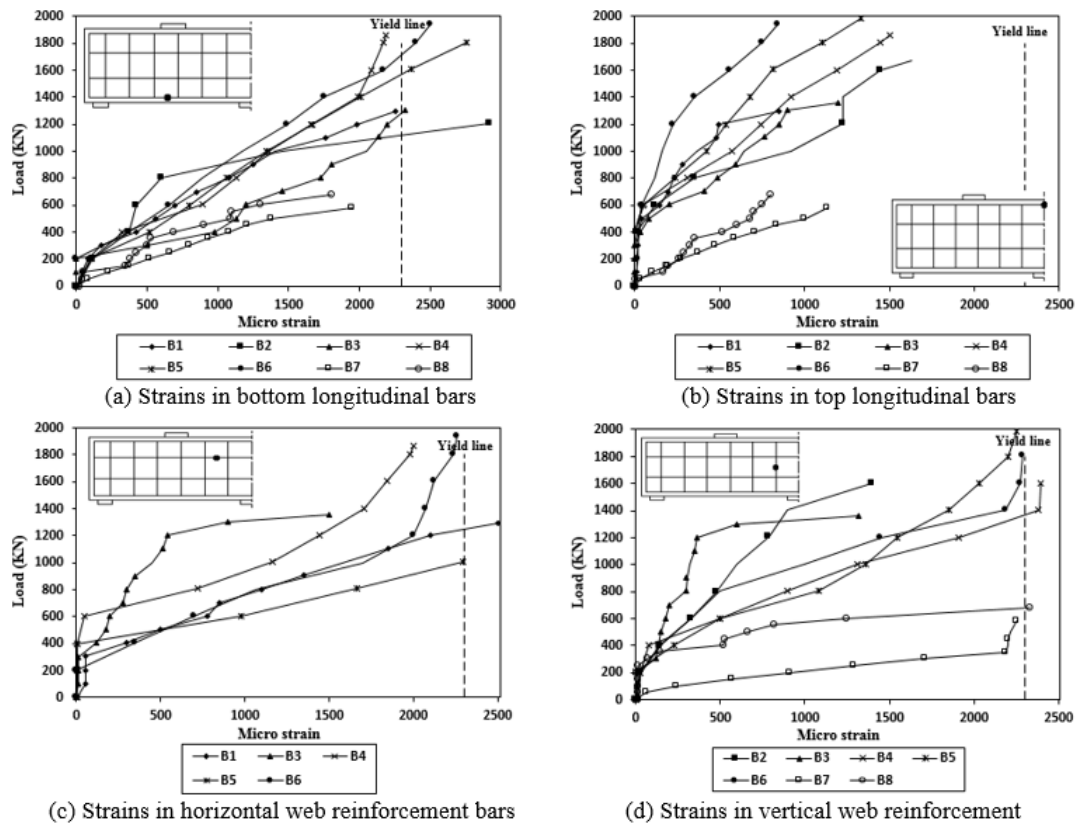 2000
1800
1600
1400
1200
1000
800
600
400
200
0
Load (KN)
Yield line
0 500 1000 1500 2000 2500 3000
Micro strain
B1 B2 B3 B4
B5 B6 B7 B8
(a) Strains in bottom longitudinal bars
2000
1800
1600
1400
1200
1000
800
600
400
200
0
Load (KN)
Yield line
0 500 1000 1500 2000 2500
Micro strain
B1 B2 B3 B4
B5 B6 B7 B8
(b) Strains in top longitudinal bars
2000
1800
1600
1400
1200
1000
800
600
400
200
0
Load (KN)
Yield line
0 500 1000 1500 2000 2500
Micro strain
B1 B3 B4
B5 B6
(c) Strains in horizontal web reinforcement bars
2000
1800
1600
1400
1200
1000
800
600
400
200
0
Load (KN)
Yield line
0 500 1000 1500 2000 2500
Micro strain
B2 B3 B4 B5
B6 B7 B8
(d) Strains in vertical web reinforcement